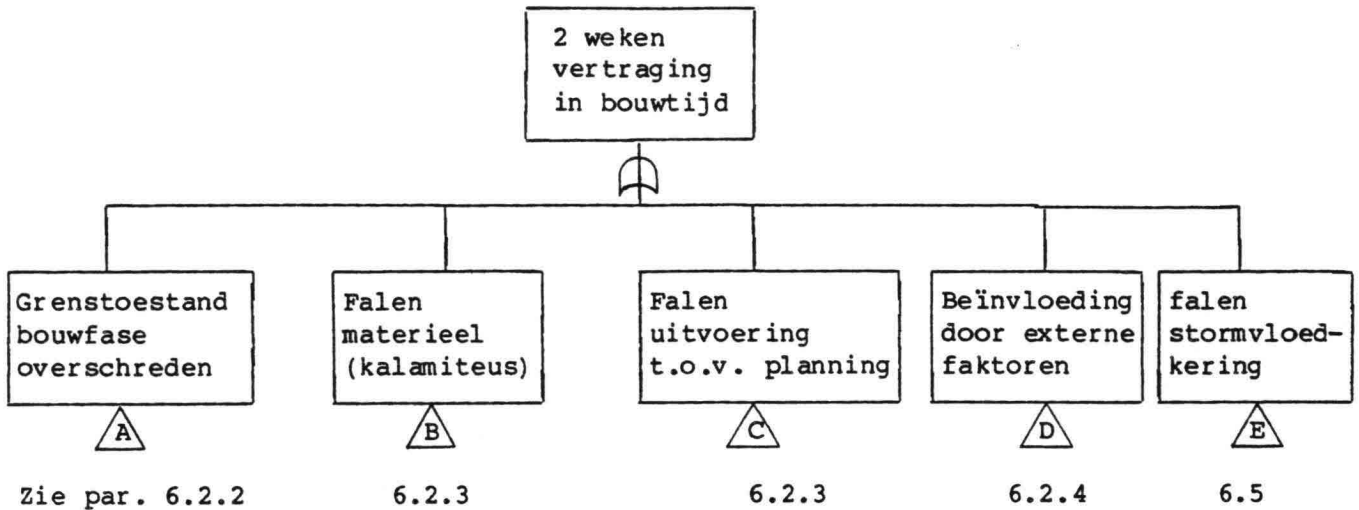 2 weken
vertraging
in bouwtijd
Grenstoestand
bouwfase
overschreden
Falen
materieel
(kalamiteus)
Falen
uitvoering
t.o.v. planning
Beïnvloeding
door externe
faktoren
falen
stormvloed-
kering
A
B
C
D
E
Zie par. 6.2.2
6.2.3
6.2.3
6.2.4
6.5